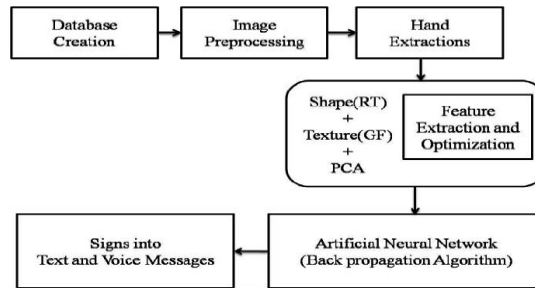 Database
Creation
Image
Preprocessing
Hand
Extractions
Shape(RT)
+
Texture(GF)
+
PCA
Feature
Extraction and
Optimization
Signs into
Text and Voice Messages
Artificial Neural Network
(Back propagation Algorithm)